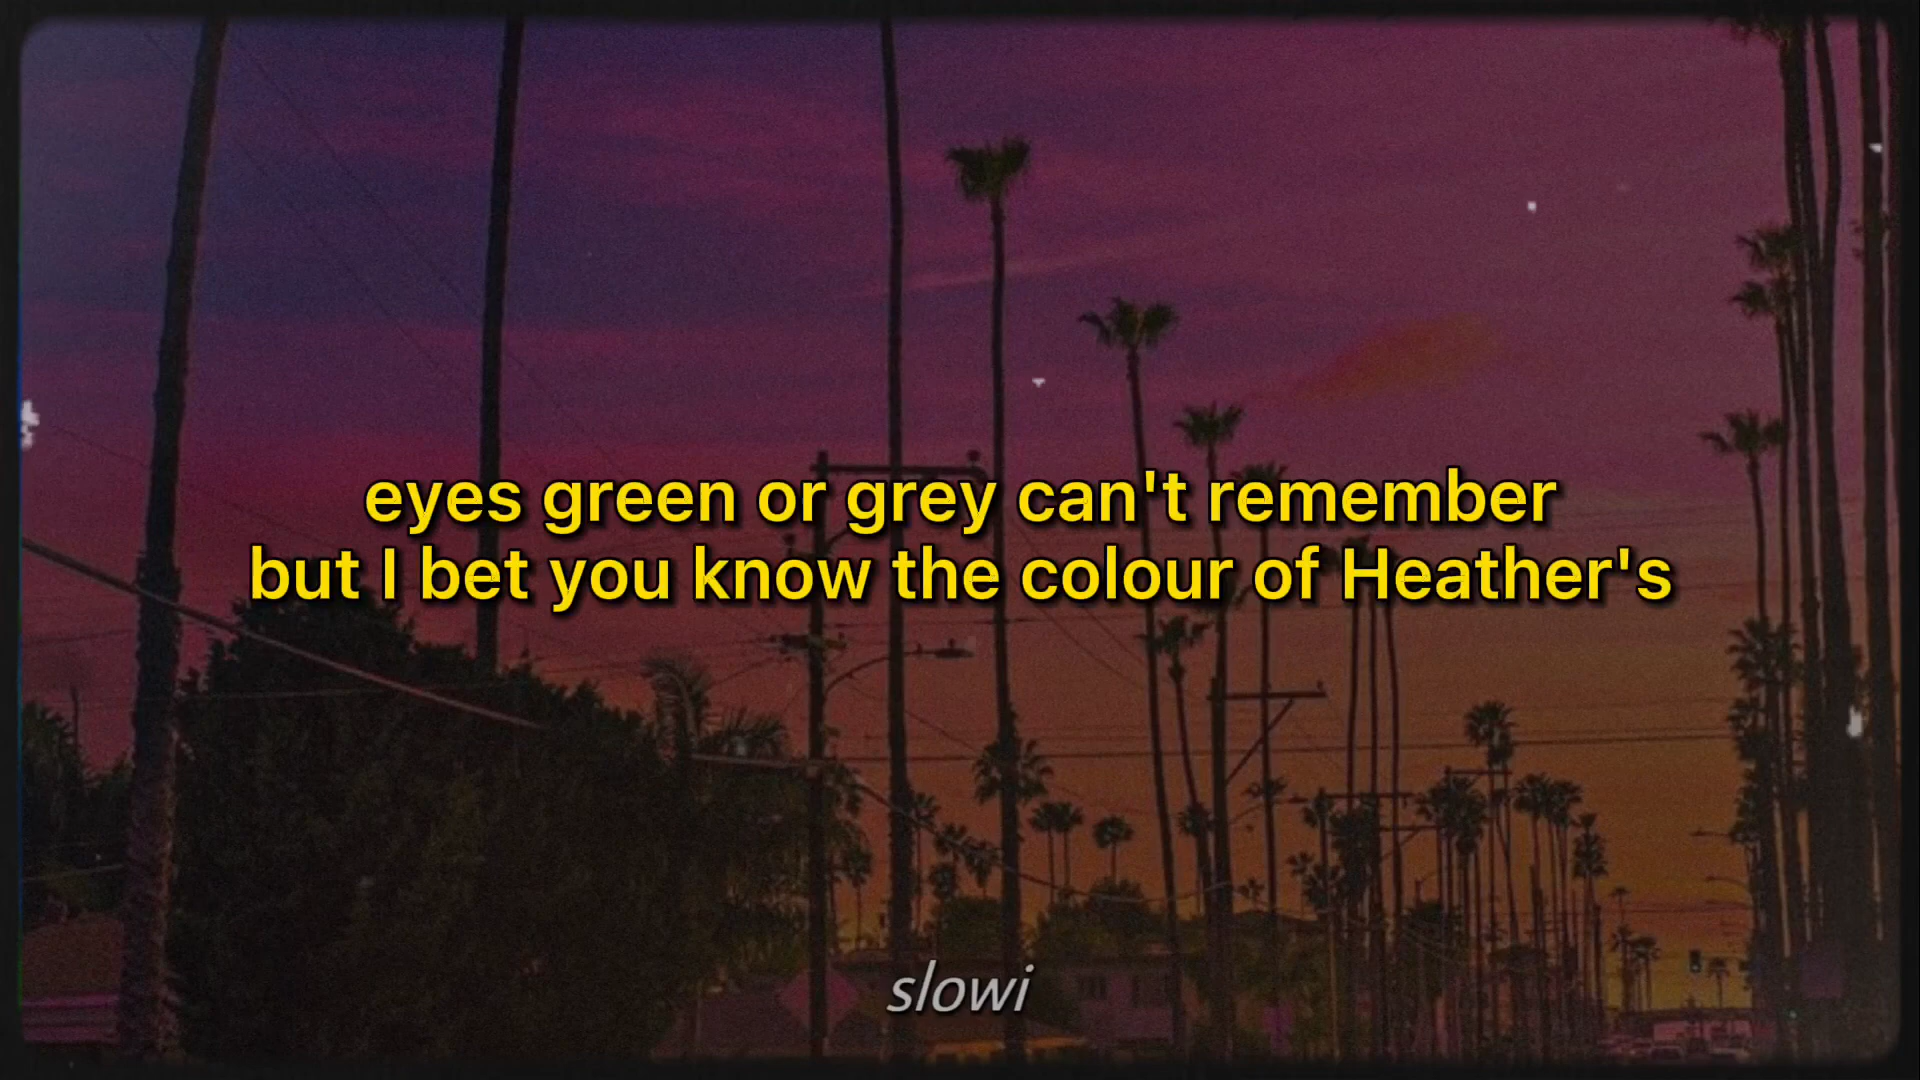 eyes green or grey can't remember
but I bet you know the colour of Heather's
slowi